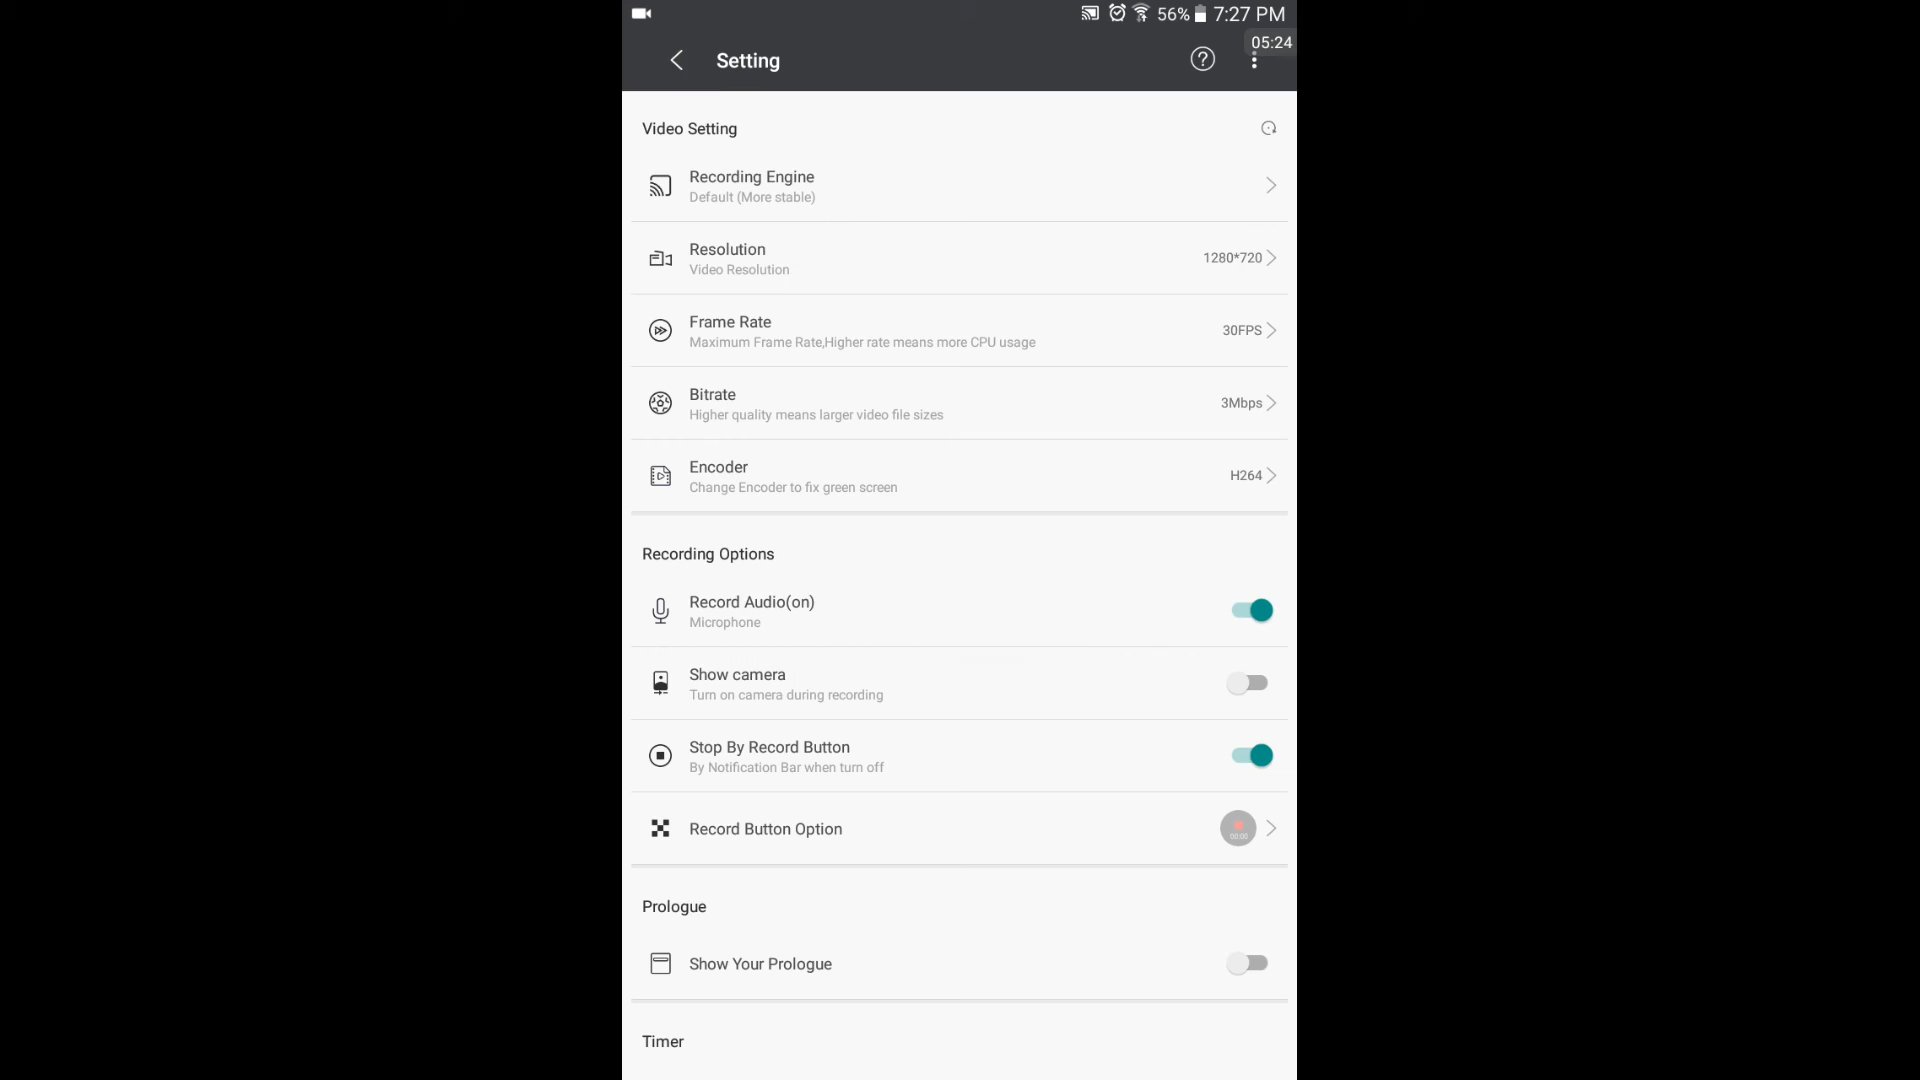 56% 7:27 PM
05:24
Setting
Video Setting
Recording Engine
Default (More stable)
Resolution
Video Resolution
1280*720
Frame Rate
Maximum Frame Rate,Higher rate means more CPU usage
30FPS
Bitrate
Higher quality means larger video file sizes
3Mbps
Encoder
Change Encoder to fix green screen
H264
Recording Options
Record Audio(on)
Microphone
Show camera
Turn on camera during recording
Stop By Record Button
By Notification Bar when turn off
Record Button Option
00:00
Prologue
Show Your Prologue
Timer